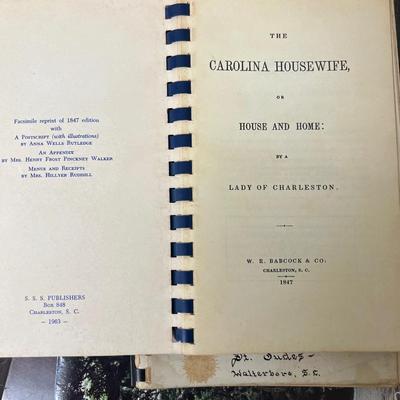 Facsimile reprint of 1847 edition
with
A Postscript (with illustrations)
by Anna Wells Rutledge
An Appendix
by Mrs. Henry Frost Pinckney Walker
Menus and Receipts
by Mrs. Hillyer Rudisill
S. S. S. PUBLISHERS
Box 848
Charleston, S. C.
— 1963 —
THE
CAROLINA HOUSEWIFE,
OR
HOUSE AND HOME:
BY A
LADY OF CHARLESTON.
W. R. BABCOCK & CO:
CHARLESTON, S. C.
1847
St. Judes-
Walterboro, S.C.